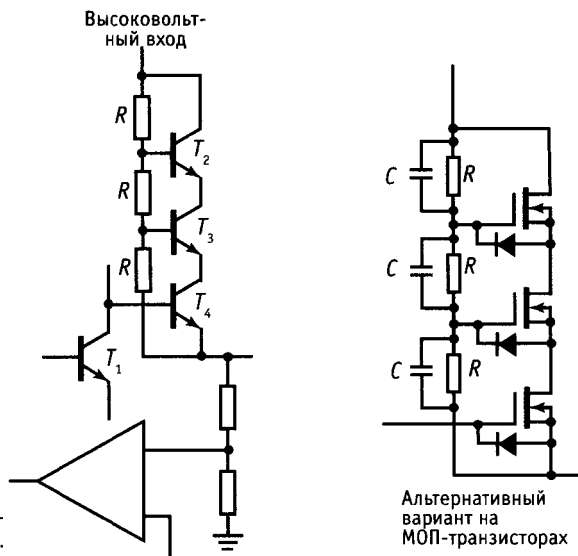 Высоковольт-
ный вход
R
T2
R
T3
R
T4
T1
C
R
C
R
C
R
Альтернативный
вариант на
МОП-транзисторах